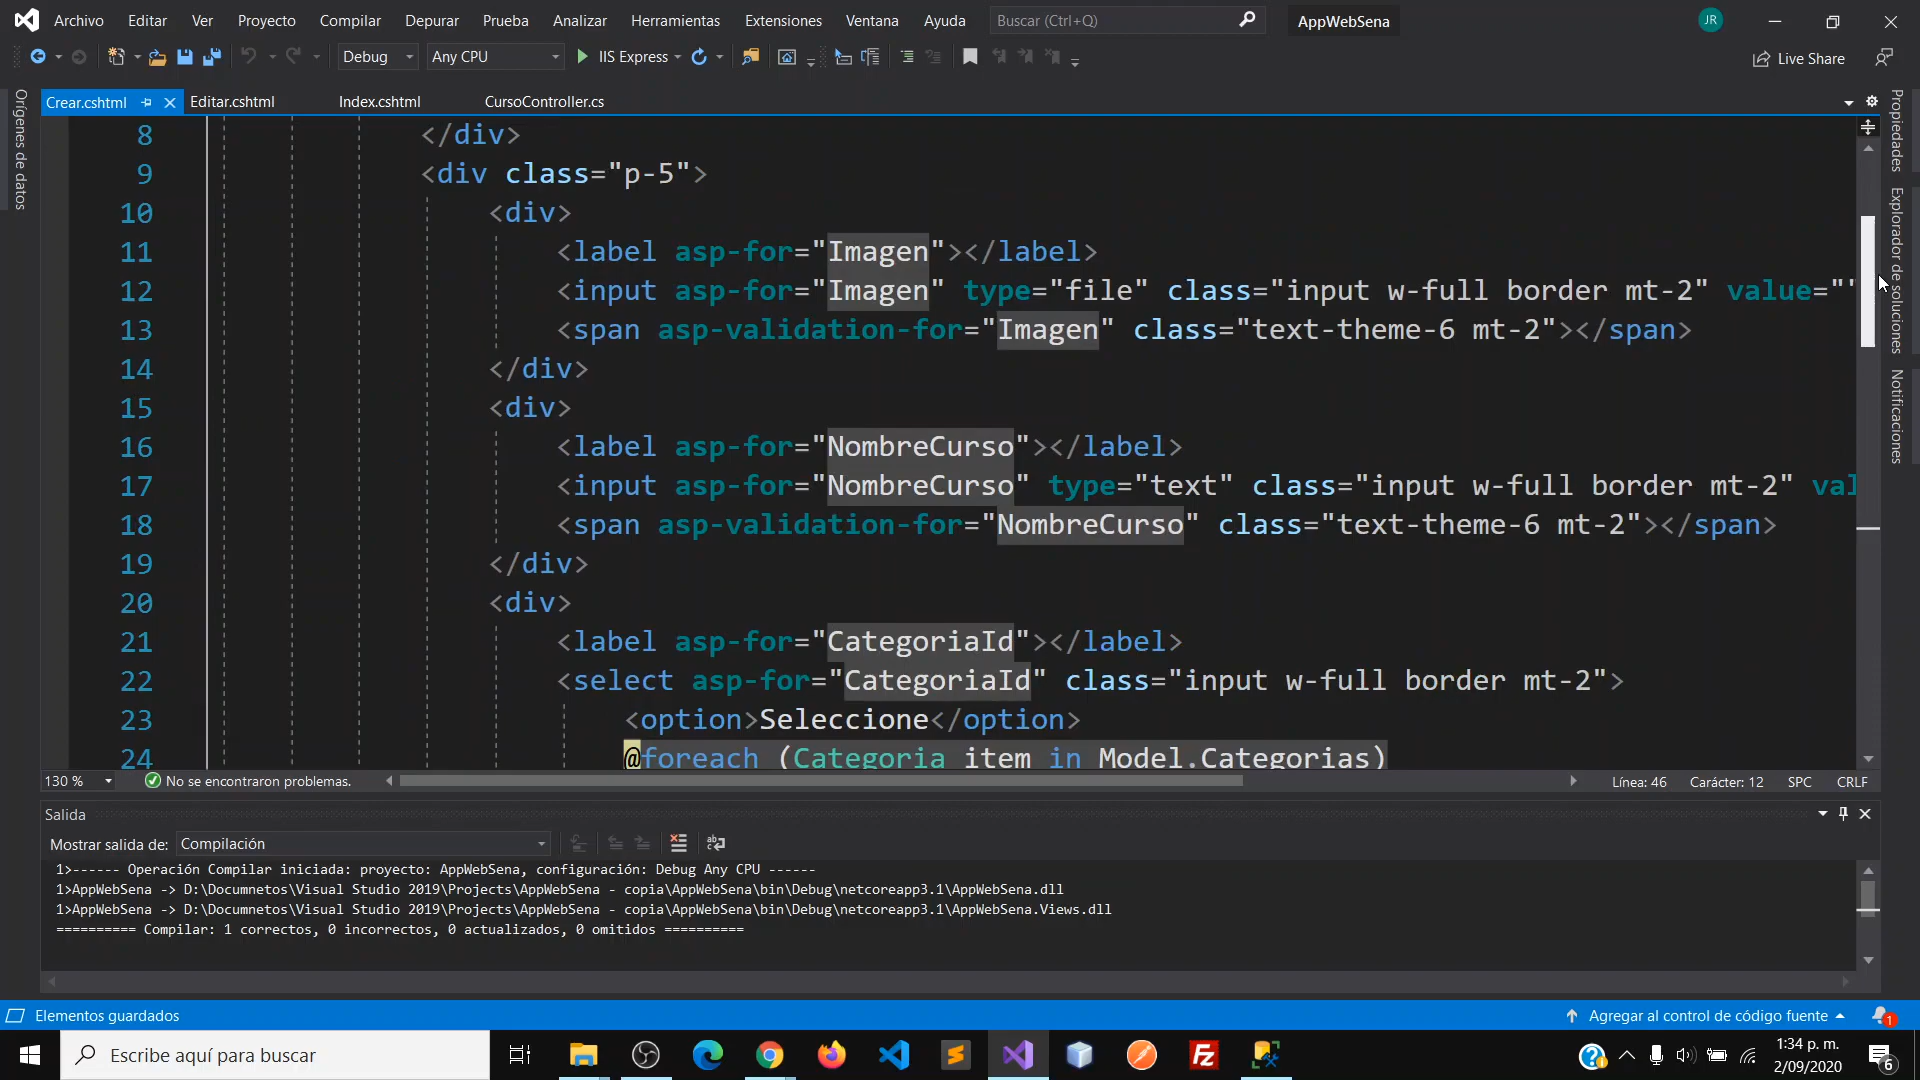 Archivo Editar Ver Proyecto Compilar Depurar Prueba Analizar Herramientas Extensiones Ventana Ayuda Buscar (Ctrl+Q) AppWebSena JR
Debug Any CPU IIS Express Live Share
Crear.cshtml Editar.cshtml Index.cshtml CursoController.cs
Orígenes de datos
Propiedades
Explorador de soluciones
Notificaciones
8 </div>
9 <div class="p-5">
10 <div>
11 <label asp-for="Imagen"></label>
12 <input asp-for="Imagen" type="file" class="input w-full border mt-2" value=""
13 <span asp-validation-for="Imagen" class="text-theme-6 mt-2"></span>
14 </div>
15 <div>
16 <label asp-for="NombreCurso"></label>
17 <input asp-for="NombreCurso" type="text" class="input w-full border mt-2" val
18 <span asp-validation-for="NombreCurso" class="text-theme-6 mt-2"></span>
19 </div>
20 <div>
21 <label asp-for="CategoriaId"></label>
22 <select asp-for="CategoriaId" class="input w-full border mt-2">
23 <option>Seleccione</option>
24 @foreach (Categoria item in Model.Categorias)
130 % No se encontraron problemas. Línea: 46 Carácter: 12 SPC CRLF
Salida
Mostrar salida de: Compilación
1>------ Operación Compilar iniciada: proyecto: AppWebSena, configuración: Debug Any CPU ------
1>AppWebSena -> D:\Documnetos\Visual Studio 2019\Projects\AppWebSena - copia\AppWebSena\bin\Debug\netcoreapp3.1\AppWebSena.dll
1>AppWebSena -> D:\Documnetos\Visual Studio 2019\Projects\AppWebSena - copia\AppWebSena\bin\Debug\netcoreapp3.1\AppWebSena.Views.dll
========== Compilar: 1 correctos, 0 incorrectos, 0 actualizados, 0 omitidos ==========
Elementos guardados Agregar al control de código fuente 1
Escribe aquí para buscar
1:34 p. m.
2/09/2020
6